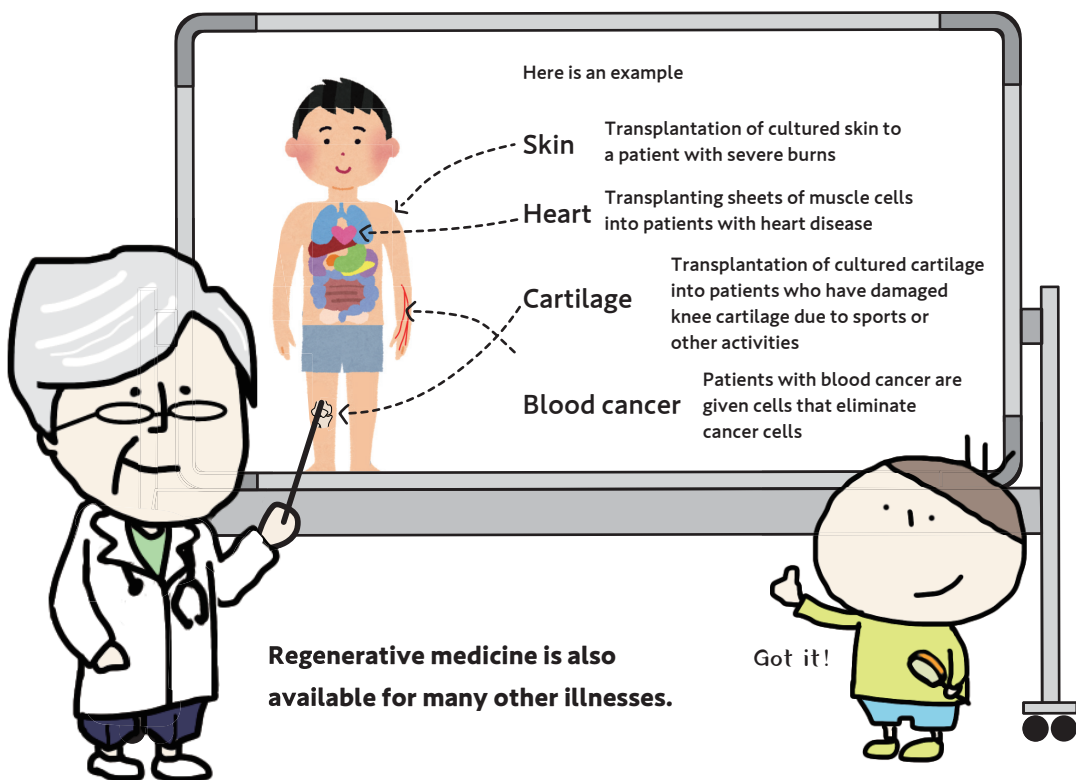 Here is an example
Skin
Transplantation of cultured skin to
a patient with severe burns
Heart
Transplanting sheets of muscle cells
into patients with heart disease
Cartilage
Transplantation of cultured cartilage
into patients who have damaged
knee cartilage due to sports or
other activities
Blood cancer
Patients with blood cancer are
given cells that eliminate
cancer cells
Regenerative medicine is also
available for many other illnesses.
Got it!